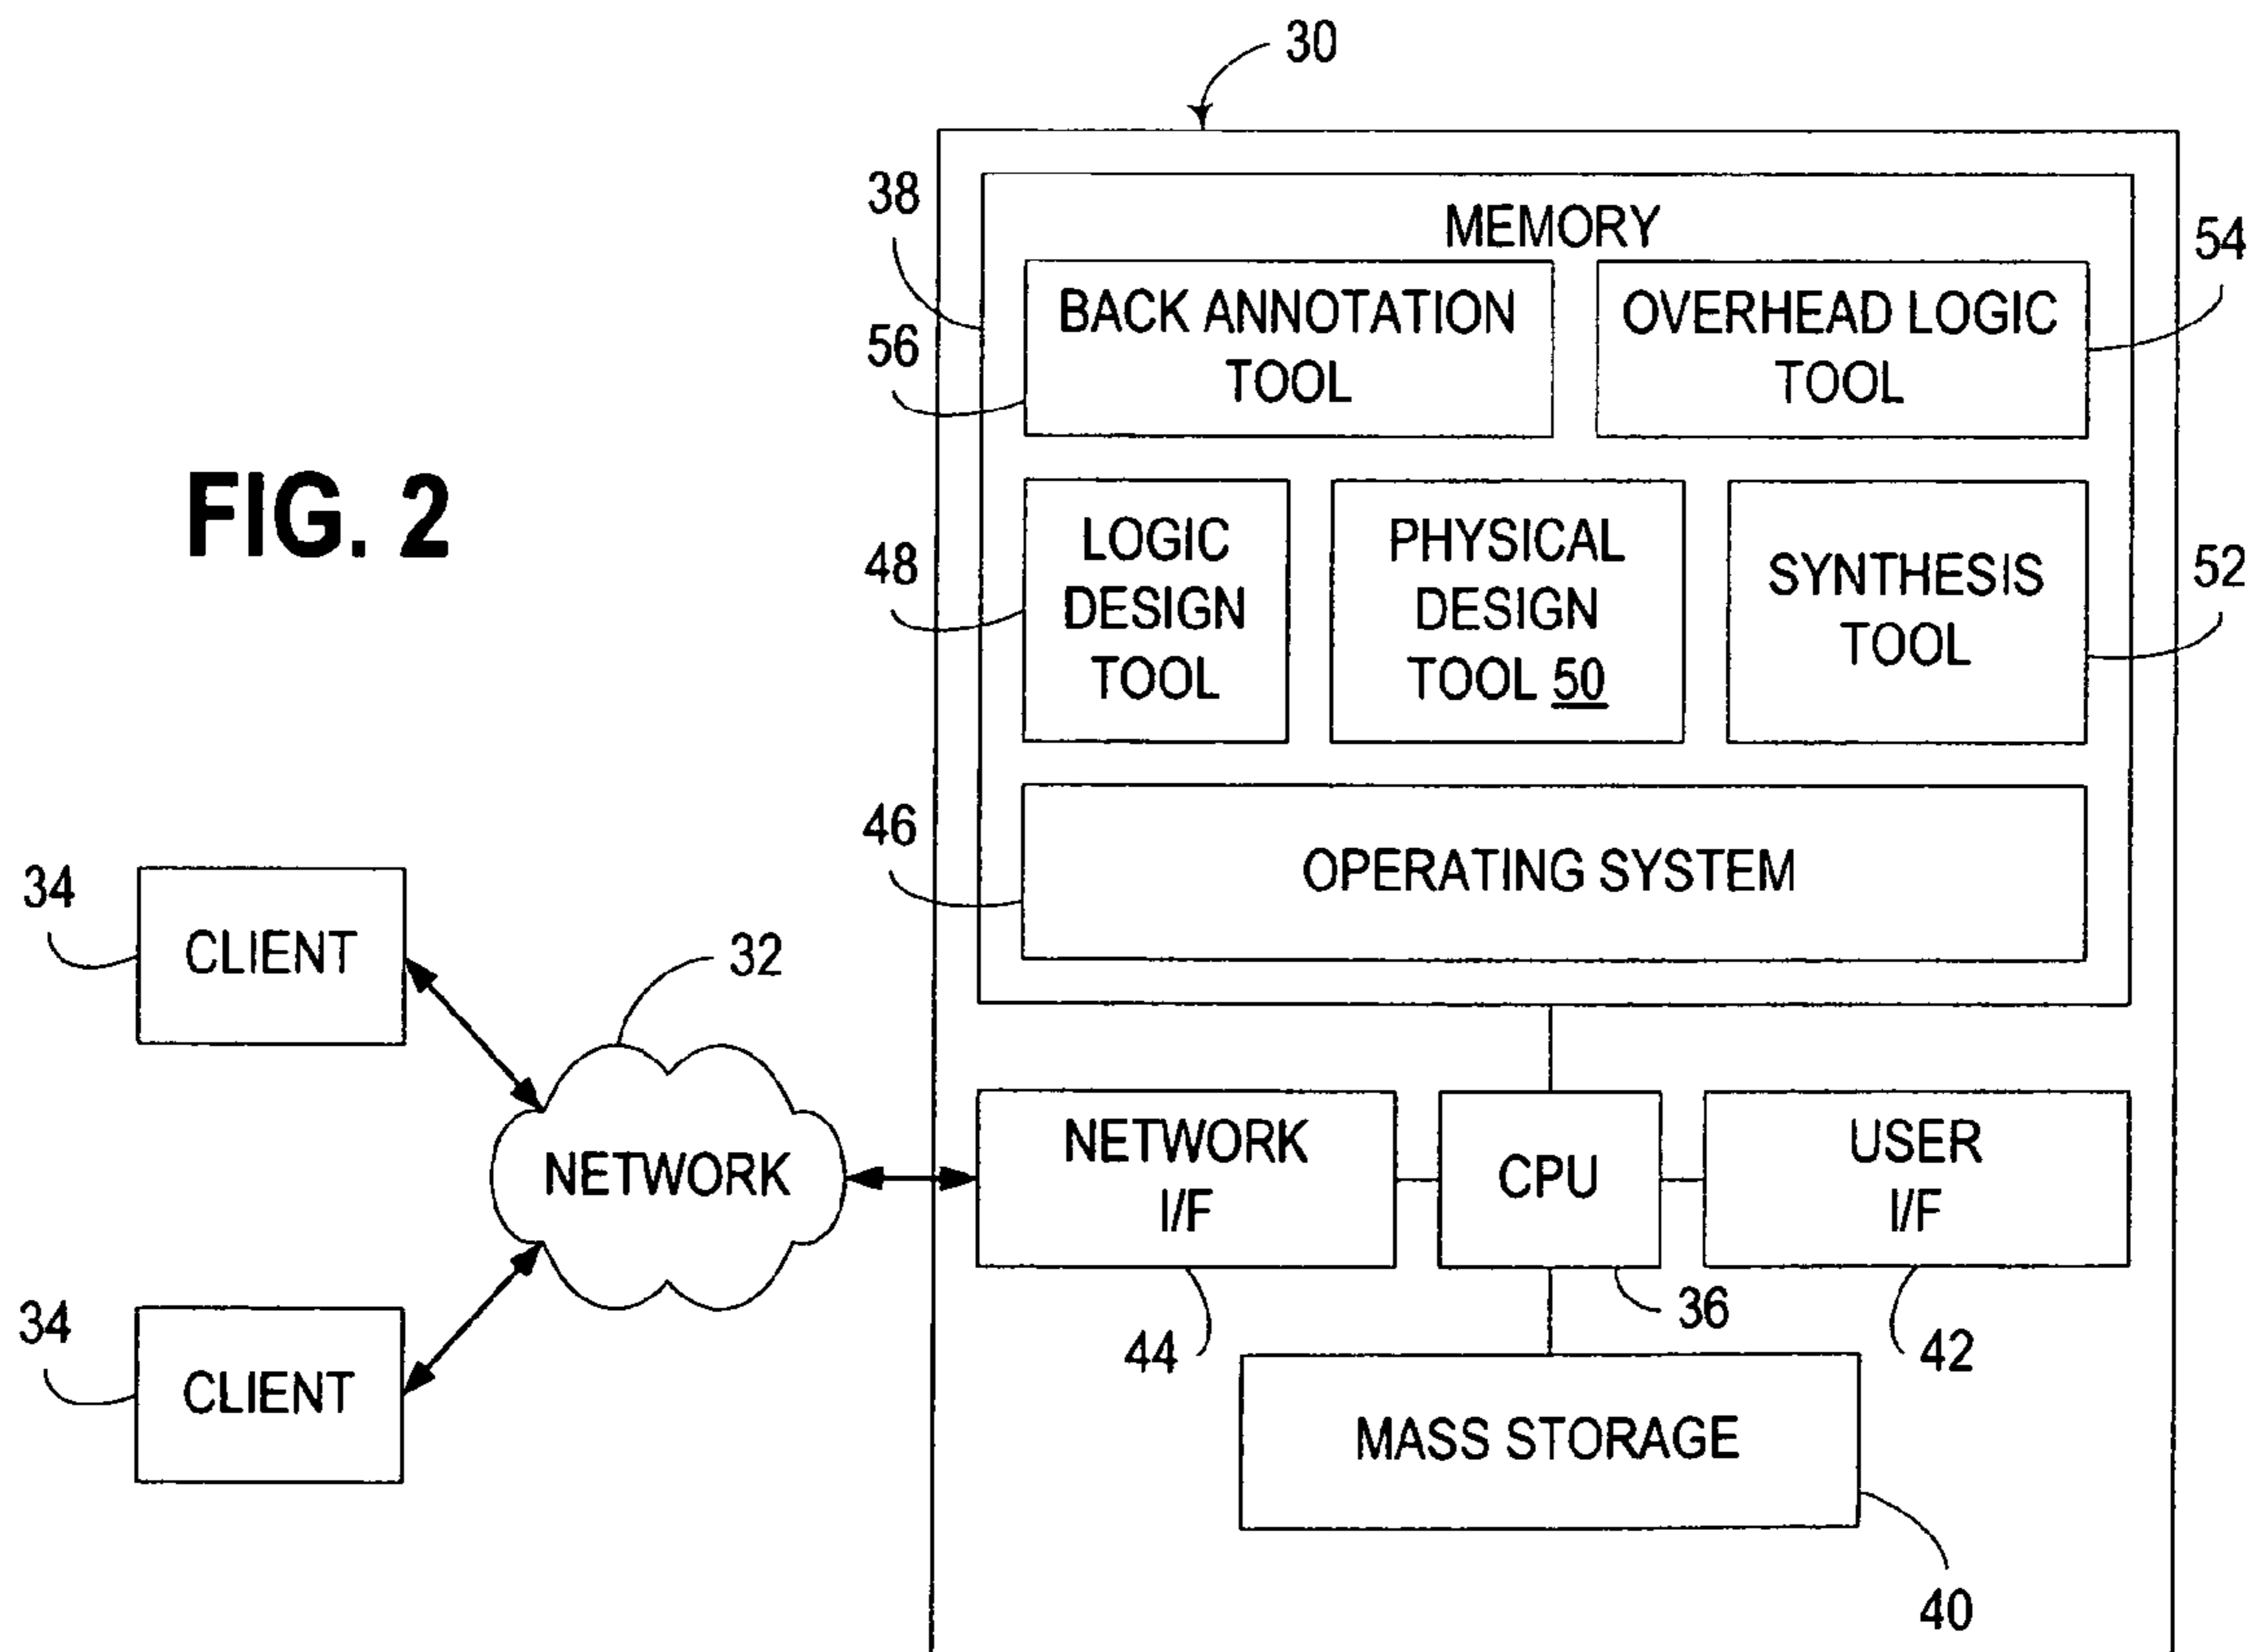 30
38
MEMORY
54
BACK ANNOTATION
TOOL
OVERHEAD LOGIC
TOOL
56
FIG. 2
48
LOGIC
DESIGN
TOOL
PHYSICAL
DESIGN
TOOL 50
SYNTHESIS
TOOL
52
46
OPERATING SYSTEM
34
CLIENT
32
NETWORK
NETWORK
I/F
CPU
USER
I/F
34
CLIENT
44
36
42
MASS STORAGE
40